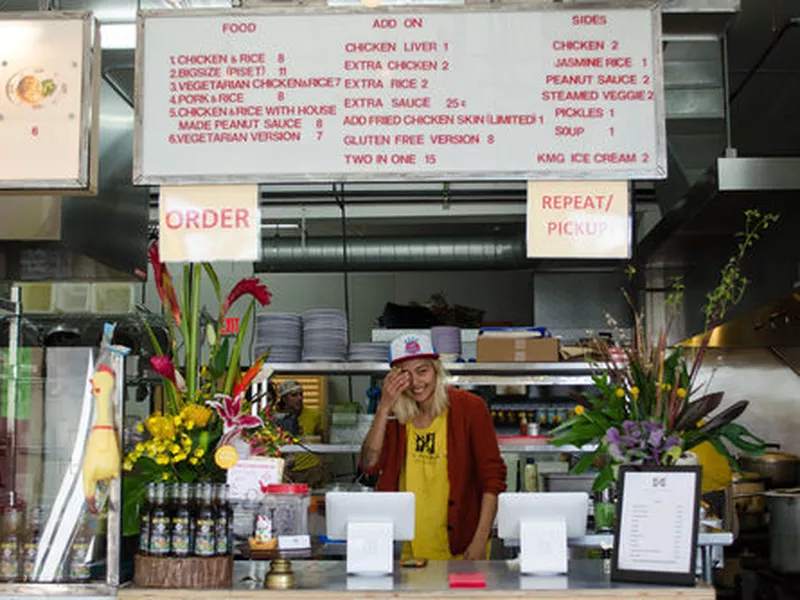 FOOD
1.CHICKEN & RICE 8
2.BIGSIZE (PISET) 11
3.VEGETARIAN CHICKEN&RICE7
4.PORK & RICE 8
5.CHICKEN&RICE WITH HOUSE
MADE PEANUT SAUCE 8
6.VEGETARIAN VERSION 7
ADD ON
CHICKEN LIVER 1
EXTRA CHICKEN 2
EXTRA RICE 2
EXTRA SAUCE 25¢
ADD FRIED CHICKEN SKIN (LIMITED) 1
GLUTEN FREE VERSION 8
TWO IN ONE 15
SIDES
CHICKEN 2
JASMINE RICE 1
PEANUT SAUCE 2
STEAMED VEGGIE 2
PICKLES 1
SOUP 1
KMG ICE CREAM 2
6
ORDER
REPEAT/
PICKUP
EXIT